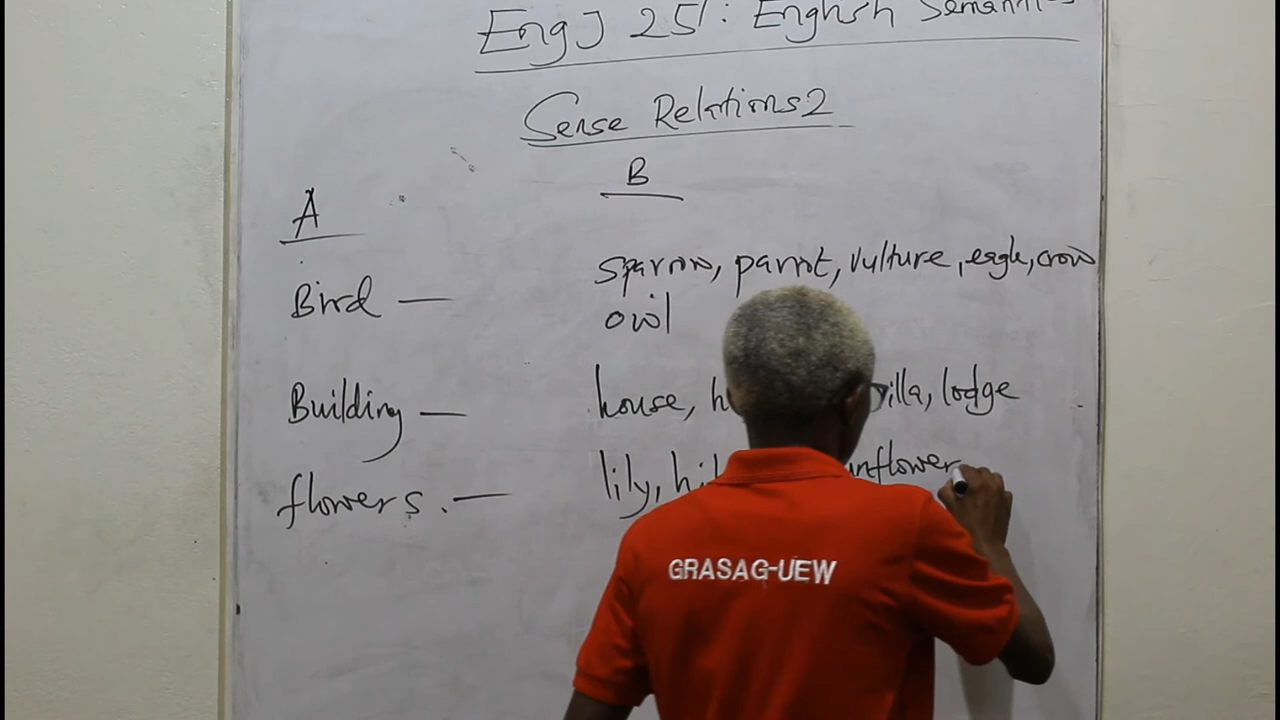 EngJ 251: English Semantics
Sense Relations 2
A
B
Bird — sparrow, parrot, vulture, eagle, crow
owl
Building — house, villa, lodge
flowers. — lily, sunflower
GRASAG-UEW